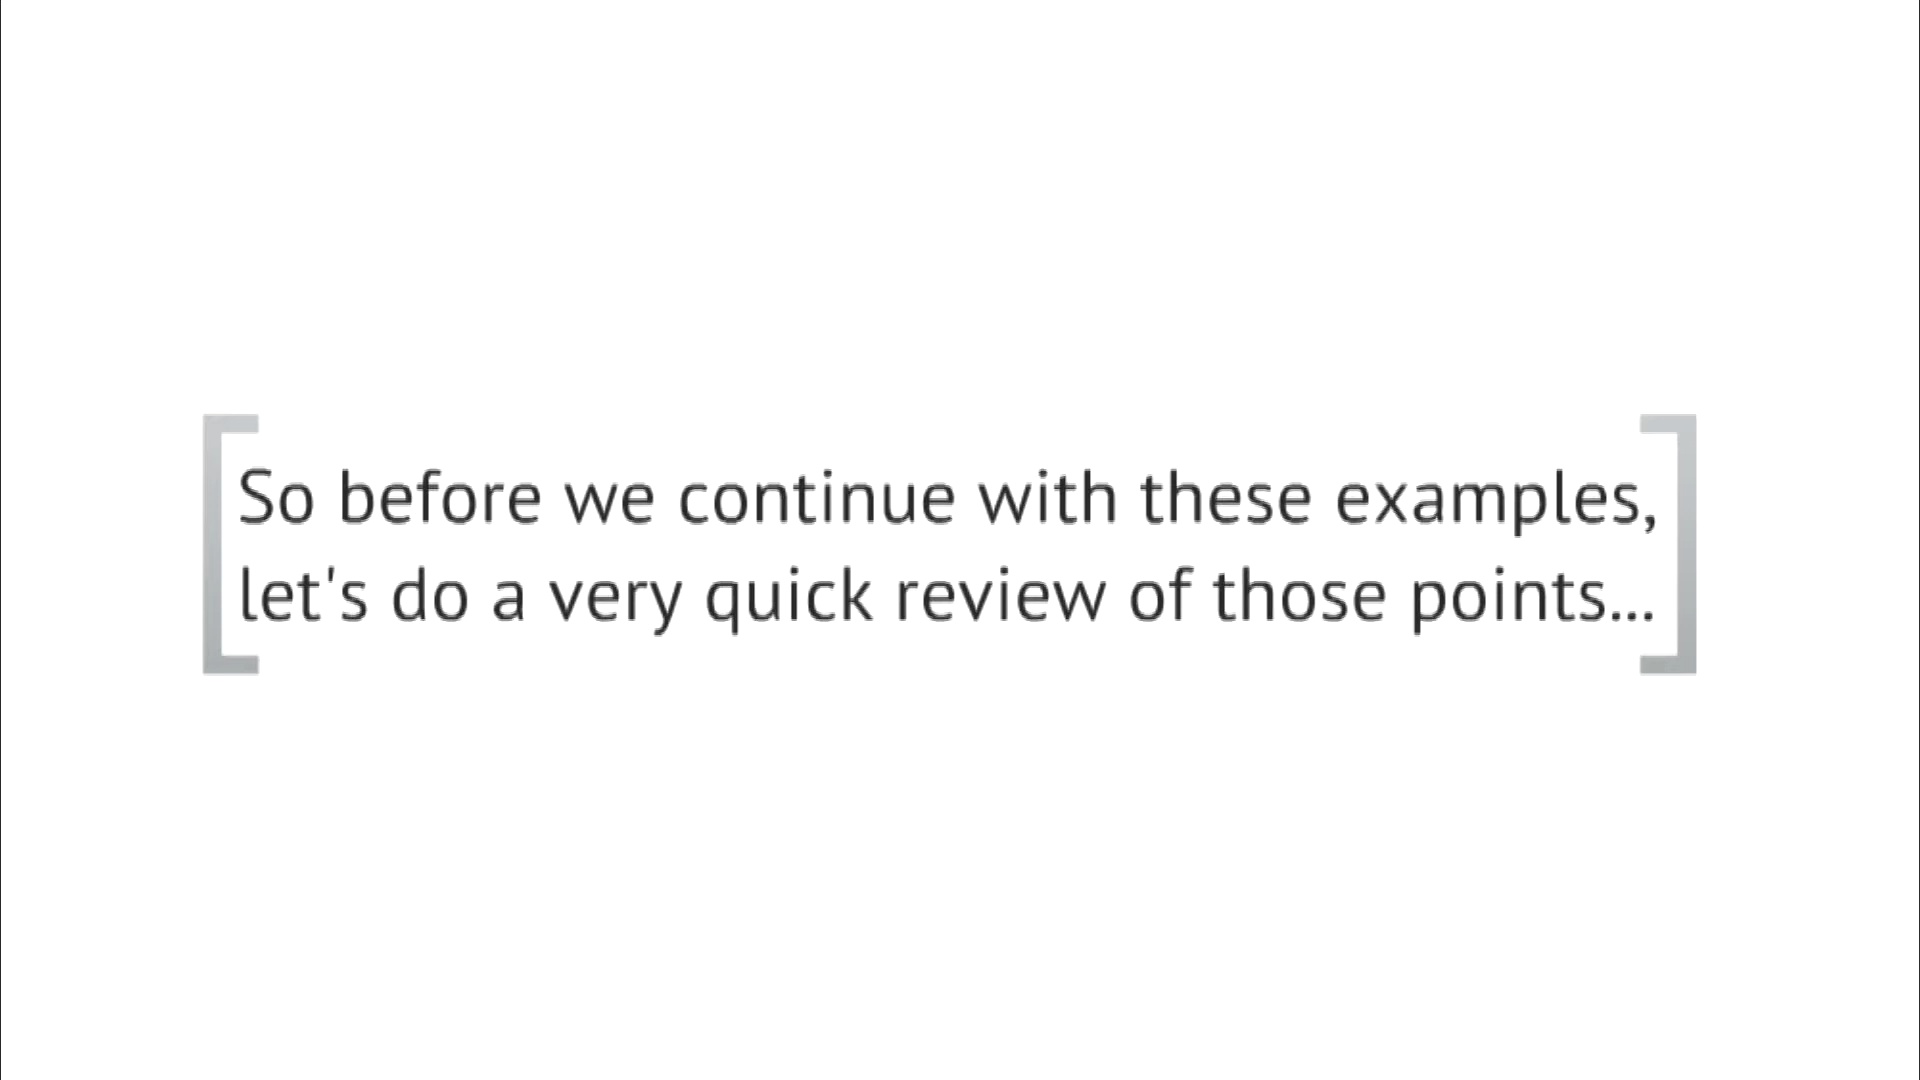 So before we continue with these examples,
let's do a very quick review of those points...